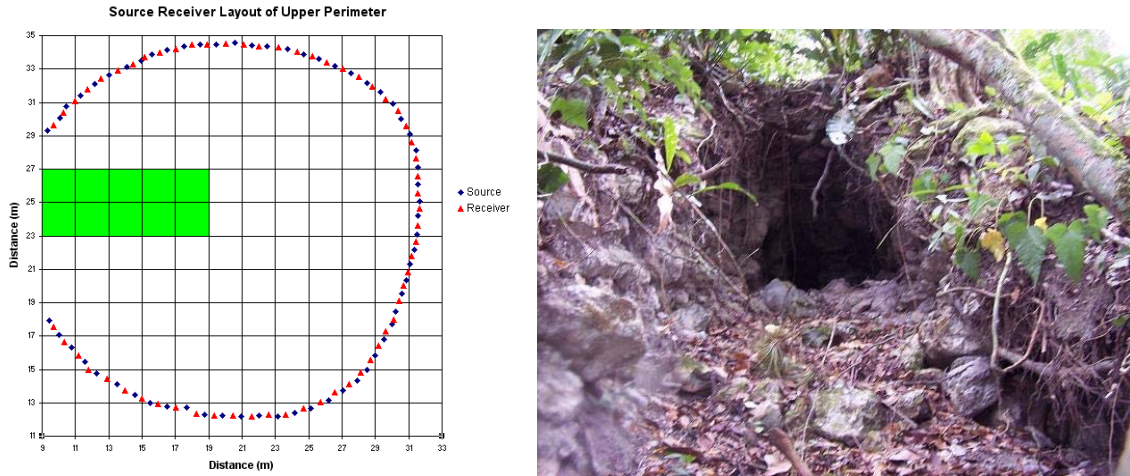 Source Receiver Layout of Upper Perimeter
35
33
31
29
27
25
23
21
19
17
15
13
11
9 11 13 15 17 19 21 23 25 27 29 31 33
Distance (m)
Distance (m)
Source
Receiver